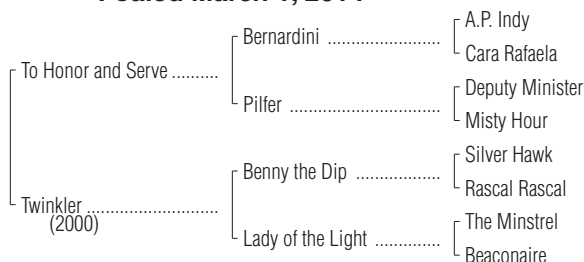 Foaled March
A.P. Indy
Bernardini ........................
Cara Rafaela
To Honor and Serve ..........
Deputy Minister
Pilfer ................................
Misty Hour
Silver Hawk
Benny the Dip ..................
Rascal Rascal
Twinkler ............................
(2000)
The Minstrel
Lady of the Light ..............
Beaconaire